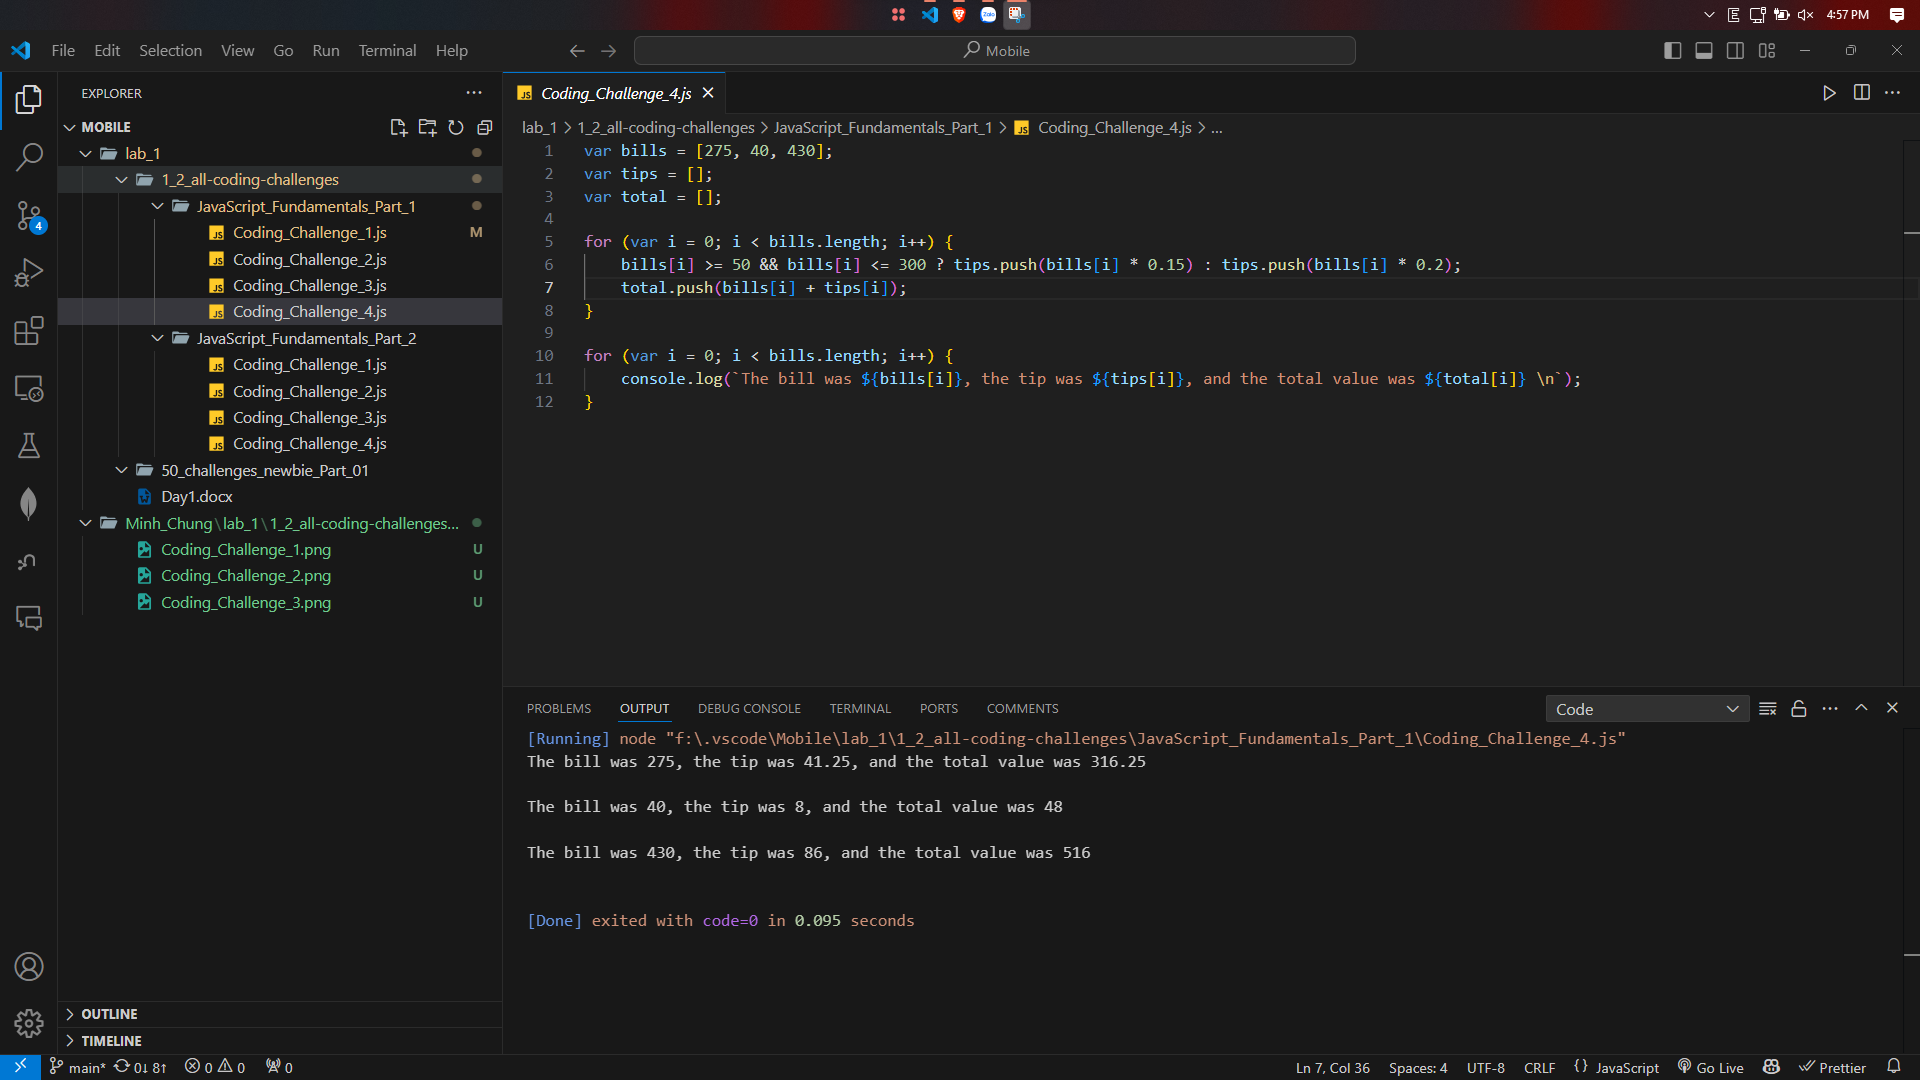 4:57 PM
File Edit Selection View Go Run Terminal Help
Mobile
EXPLORER
MOBILE
lab_1
1_2_all-coding-challenges
JavaScript_Fundamentals_Part_1
Coding_Challenge_1.js M
Coding_Challenge_2.js
Coding_Challenge_3.js
Coding_Challenge_4.js
JavaScript_Fundamentals_Part_2
Coding_Challenge_1.js
Coding_Challenge_2.js
Coding_Challenge_3.js
Coding_Challenge_4.js
50_challenges_newbie_Part_01
Day1.docx
Minh_Chung\lab_1\1_2_all-coding-challenges...
Coding_Challenge_1.png U
Coding_Challenge_2.png U
Coding_Challenge_3.png U
4
OUTLINE
TIMELINE
JS Coding_Challenge_4.js
lab_1 > 1_2_all-coding-challenges > JavaScript_Fundamentals_Part_1 > JS Coding_Challenge_4.js > ...
1 var bills = [275, 40, 430];
2 var tips = [];
3 var total = [];
4
5 for (var i = 0; i < bills.length; i++) {
6 bills[i] >= 50 && bills[i] <= 300 ? tips.push(bills[i] * 0.15) : tips.push(bills[i] * 0.2);
7 total.push(bills[i] + tips[i]);
8 }
9
10 for (var i = 0; i < bills.length; i++) {
11 console.log(`The bill was ${bills[i]}, the tip was ${tips[i]}, and the total value was ${total[i]} \n`);
12 }
PROBLEMS OUTPUT DEBUG CONSOLE TERMINAL PORTS COMMENTS Code
[Running] node "f:\.vscode\Mobile\lab_1\1_2_all-coding-challenges\JavaScript_Fundamentals_Part_1\Coding_Challenge_4.js"
The bill was 275, the tip was 41.25, and the total value was 316.25
The bill was 40, the tip was 8, and the total value was 48
The bill was 430, the tip was 86, and the total value was 516
[Done] exited with code=0 in 0.095 seconds
main* 0↓ 8↑ 0 0 0 Ln 7, Col 36 Spaces: 4 UTF-8 CRLF {} JavaScript Go Live Prettier